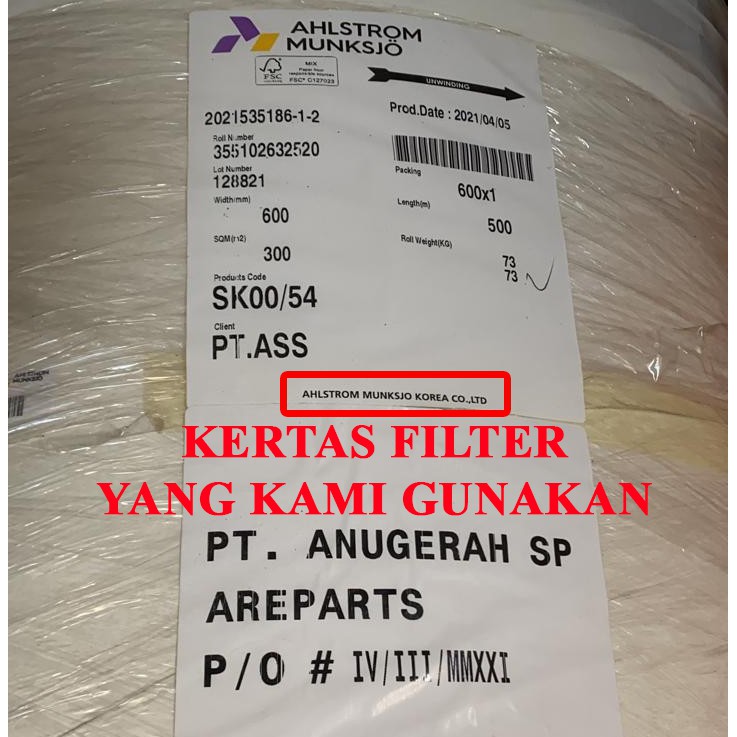 AHLSTROM
MUNKSJÖ
FSC
MIX
Paper from
responsible sources
FSC® C127023
UNWINDING
2021535186-1-2
Prod.Date : 2021/04/05
Roll Number
355102632520
Lot Number
128821
Packing
600x1
Width(mm)
600
Length(m)
500
SQM(m2)
300
Roll Weight(KG)
73
73
Products Code
SK00/54
Client
PT.ASS
AHLSTROM MUNKSJO KOREA CO.,LTD
KERTAS FILTER
YANG KAMI GUNAKAN
PT. ANUGERAH SP
AREPARTS
P/O # IV/III/MMXXI
AHLSTROM
MUNKSJÖ